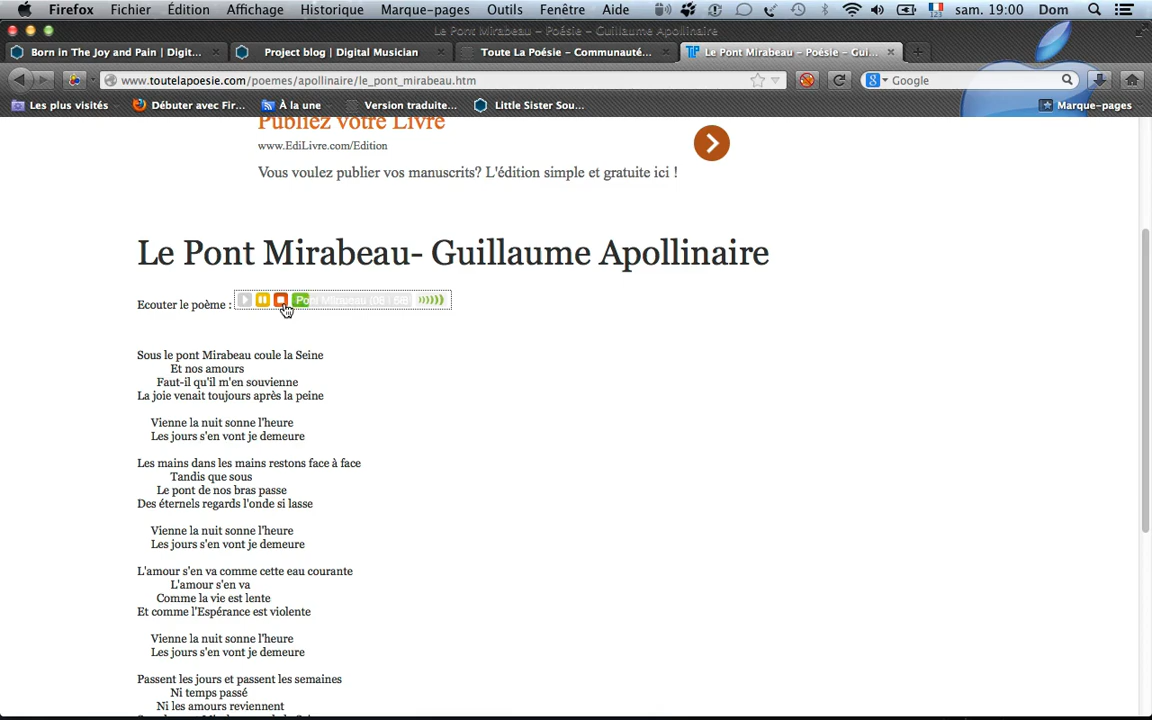 Firefox Fichier Édition Affichage Historique Marque-pages Outils Fenêtre Aide 123 sam. 19:00 Dom
Le Pont Mirabeau – Poésie – Guillaume Apollinaire
Born in The Joy and Pain | Digit... Project blog | Digital Musician Toute La Poésie – Communauté... Le Pont Mirabeau – Poésie – Gui...
www.toutelapoesie.com/poemes/apollinaire/le_pont_mirabeau.htm Google
Les plus visités Débuter avec Fir... À la une Version traduite... Little Sister Sou... Marque-pages
Publiez votre Livre
www.EdiLivre.com/Edition
Vous voulez publier vos manuscrits? L'édition simple et gratuite ici !
Le Pont Mirabeau- Guillaume Apollinaire
Ecouter le poème :
Sous le pont Mirabeau coule la Seine
Et nos amours
Faut-il qu'il m'en souvienne
La joie venait toujours après la peine
Vienne la nuit sonne l'heure
Les jours s'en vont je demeure
Les mains dans les mains restons face à face
Tandis que sous
Le pont de nos bras passe
Des éternels regards l'onde si lasse
Vienne la nuit sonne l'heure
Les jours s'en vont je demeure
L'amour s'en va comme cette eau courante
L'amour s'en va
Comme la vie est lente
Et comme l'Espérance est violente
Vienne la nuit sonne l'heure
Les jours s'en vont je demeure
Passent les jours et passent les semaines
Ni temps passé
Ni les amours reviennent